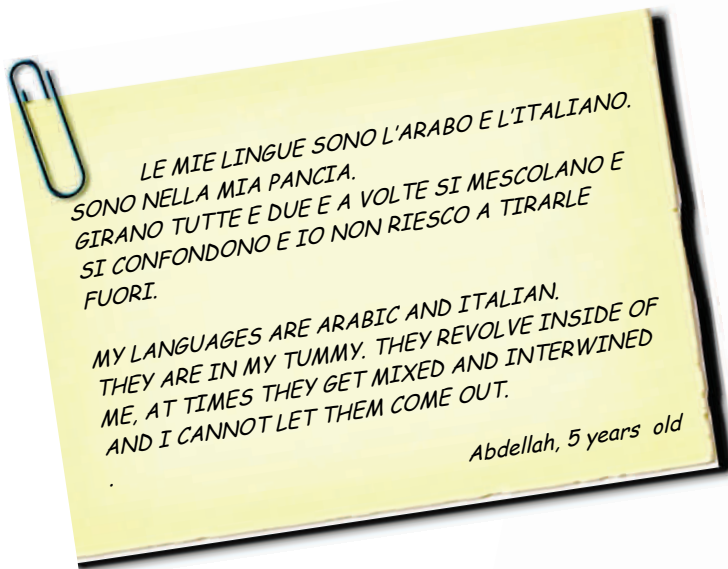 LE MIE LINGUE SONO L'ARABO E L'ITALIANO.
SONO NELLA MIA PANCIA.
GIRANO TUTTE E DUE E A VOLTE SI MESCOLANO E
SI CONFONDONO E IO NON RIESCO A TIRARLE
FUORI.
MY LANGUAGES ARE ARABIC AND ITALIAN.
THEY ARE IN MY TUMMY. THEY REVOLVE INSIDE OF
ME, AT TIMES THEY GET MIXED AND INTERWINED
AND I CANNOT LET THEM COME OUT.
Abdellah, 5 years old
.